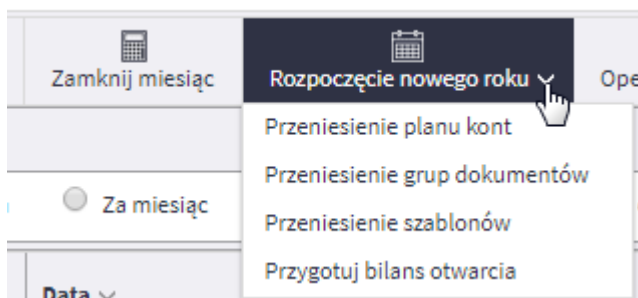 Zamknij miesiąc
Rozpoczęcie nowego roku
Ope
Przeniesienie planu kont
Przeniesienie grup dokumentów
Za miesiąc
Przeniesienie szablonów
Przygotuj bilans otwarcia
Data